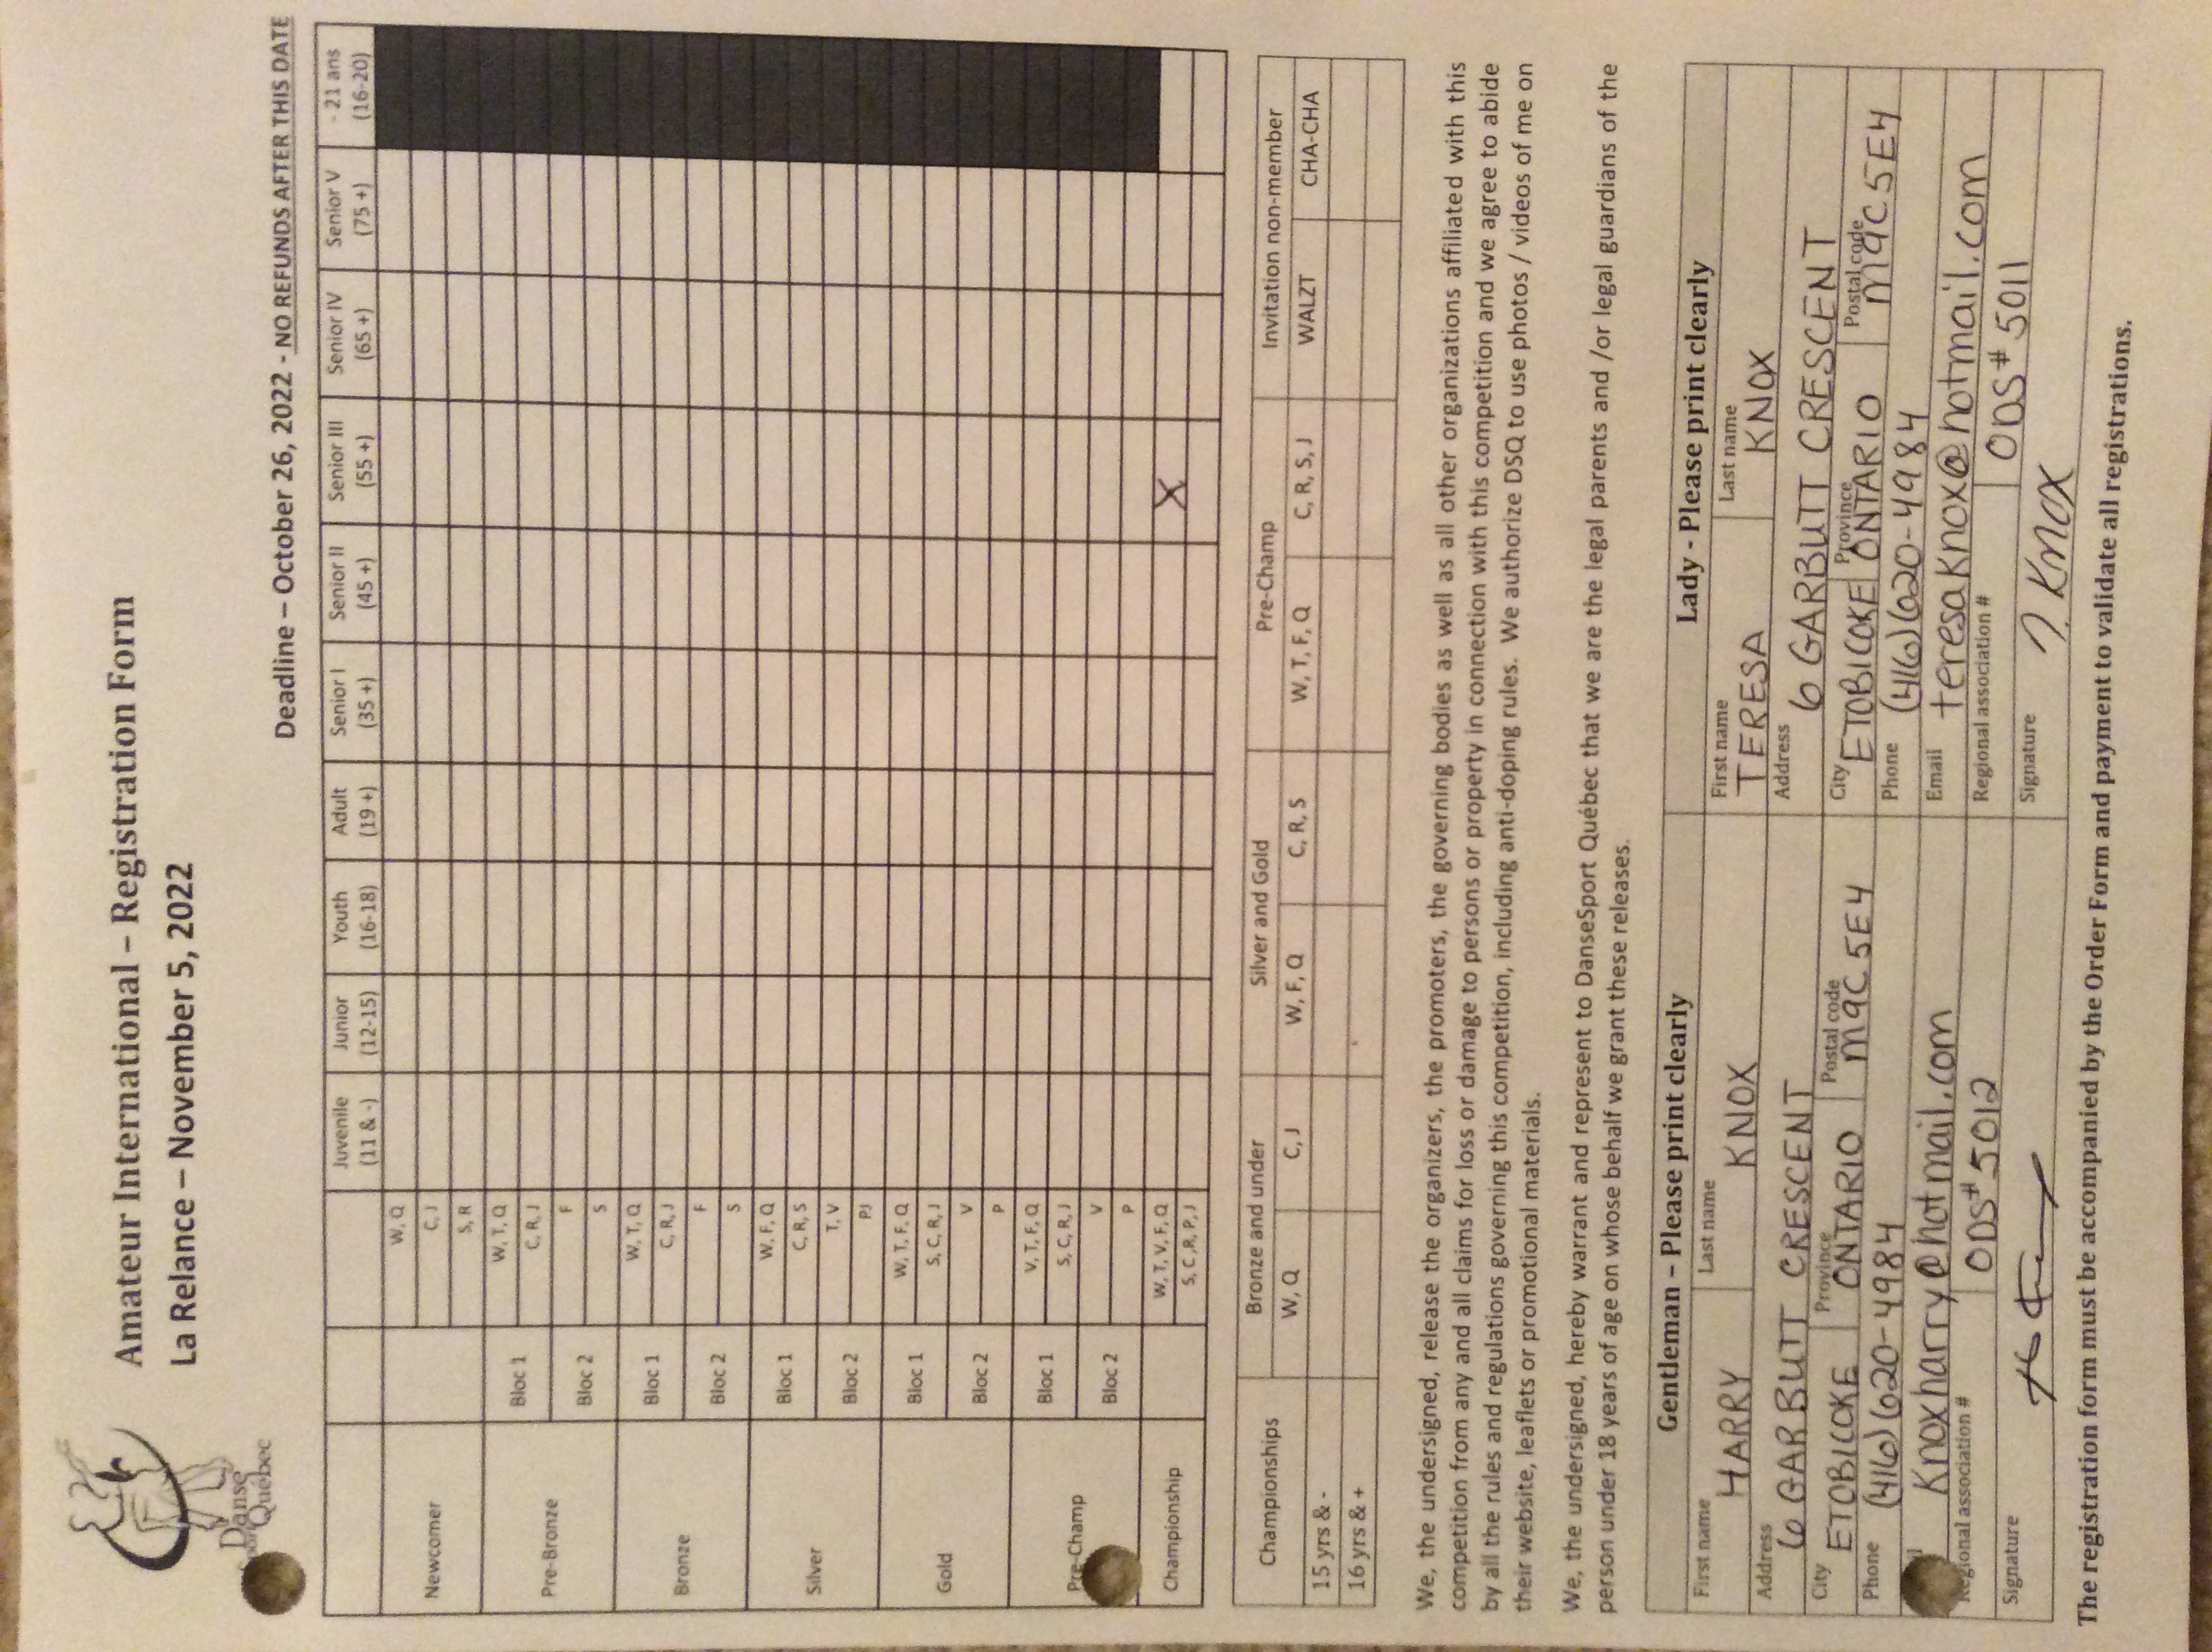 Danse
Sport Québec
Amateur International – Registration Form
La Relance – November 5, 2022
Deadline – October 26, 2022 - NO REFUNDS AFTER THIS DATE
Juvenile (11 & -) Junior (12-15) Youth (16-18) Adult (19 +) Senior I (35 +) Senior II (45 +) Senior III (55 +) Senior IV (65 +) Senior V (75 +) - 21 ans (16-20)
Newcomer W, Q
C, J
S, R
Pre-Bronze Bloc 1 W, T, Q
C, R, J
Bloc 2 F
S
Bronze Bloc 1 W, T, Q
C, R, J
Bloc 2 F
S
Silver Bloc 1 W, F, Q
C, R, S
Bloc 2 T, V
PJ
Gold Bloc 1 W, T, F, Q
S, C, R, J
Bloc 2 V
P
Pre-Champ Bloc 1 V, T, F, Q
S, C, R, J
Bloc 2 V
P
Championship W, T, V, F, Q X
S, C ,R, P, J
Championships Bronze and under Silver and Gold Pre-Champ Invitation non-member
W, Q C, J W, F, Q C, R, S W, T, F, Q C, R, S, J WALZT CHA-CHA
15 yrs & -
16 yrs & +
We, the undersigned, release the organizers, the promoters, the governing bodies as well as all other organizations affiliated with this
competition from any and all claims for loss or damage to persons or property in connection with this competition and we agree to abide
by all the rules and regulations governing this competition, including anti-doping rules. We authorize DSQ to use photos / videos of me on
their website, leaflets or promotional materials.
We, the undersigned, hereby warrant and represent to DanseSport Québec that we are the legal parents and /or legal guardians of the
person under 18 years of age on whose behalf we grant these releases.
Gentleman – Please print clearly Lady - Please print clearly
First name HARRY Last name KNOX First name TERESA Last name KNOX
Address 6 GARBUTT CRESCENT Address 6 GARBUTT CRESCENT
City ETOBICOKE Province ONTARIO Postal code M9C 5E4 City ETOBICOKE Province ONTARIO Postal code M9C 5E4
Phone (416) 620-4984 Phone (416) 620-4984
knoxharry@hotmail.com Email teresaknox@hotmail.com
Regional association # ODS# 5012 Regional association # ODS# 5011
Signature Signature T. Knox
The registration form must be accompanied by the Order Form and payment to validate all registrations.